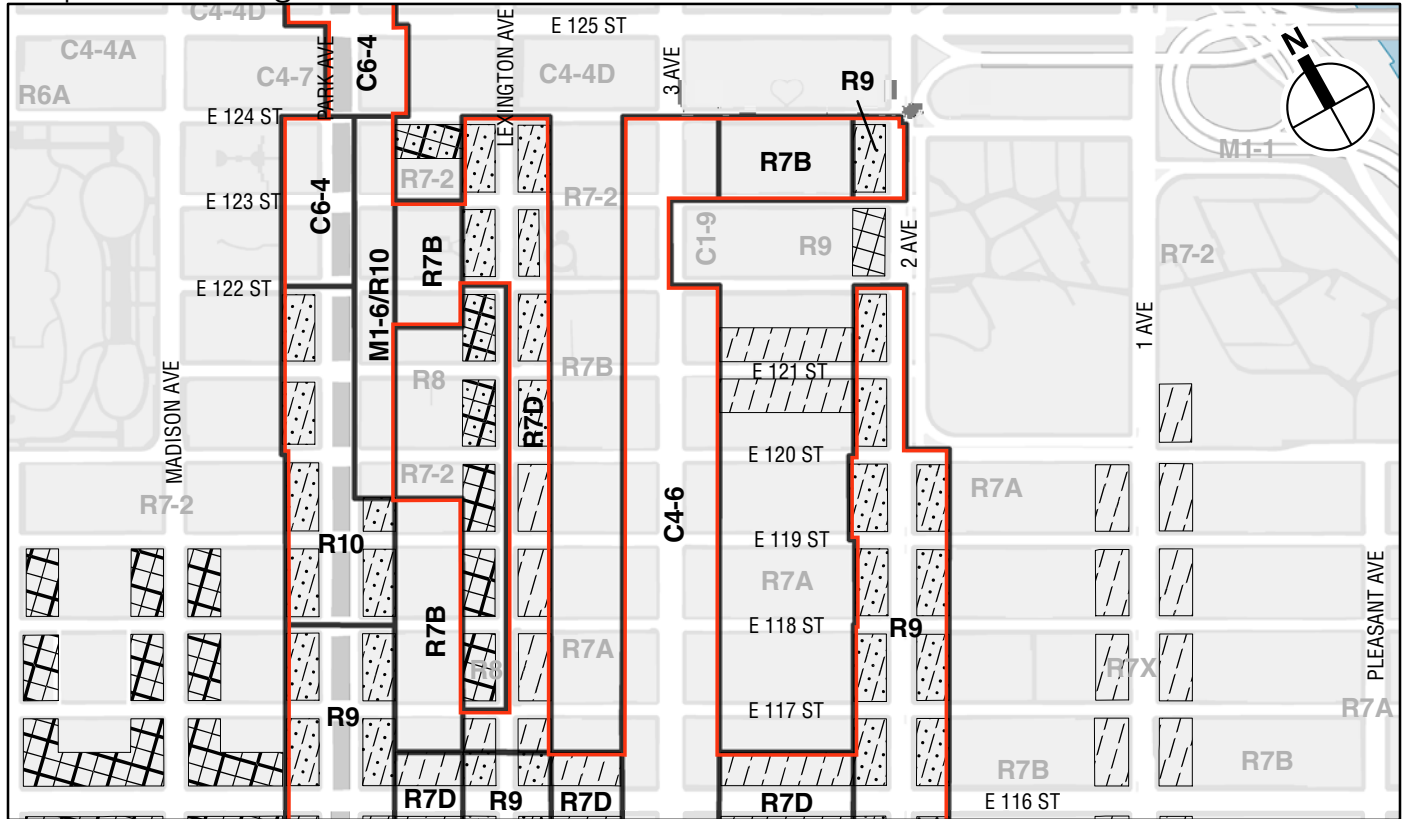 C4-4D
E 125 ST
C4-4A
C4-7
PARK AVE
C6-4
LEXINGTON AVE
C4-4D
3 AVE
R9
N
R6A
E 124 ST
R7-2
R7B
M1-1
E 123 ST
C6-4
R7B
R7-2
C1-9
R9
2 AVE
R7-2
E 122 ST
M1-6/R10
1 AVE
MADISON AVE
R8
R7D
R7B
E 121 ST
E 120 ST
R7-2
R7-2
R7A
C4-6
R10
E 119 ST
R7A
PLEASANT AVE
R7B
R8
R7A
E 118 ST
R9
R7X
R9
E 117 ST
R7A
R7B
R7B
R7D
R9
R7D
R7D
E 116 ST